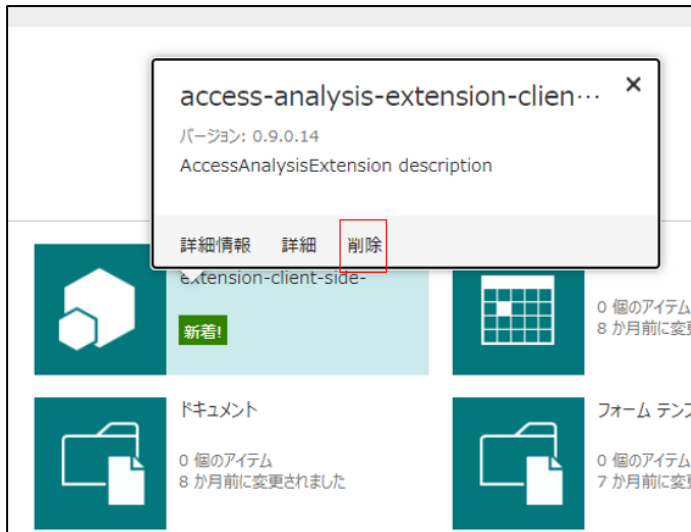 access-analysis-extension-clien…
バージョン: 0.9.0.14
AccessAnalysisExtension description
詳細情報 詳細 削除
extension-client-side-
新着!
0 個のアイテム
8 か月前に変更
ドキュメント
0 個のアイテム
8 か月前に変更されました
フォーム テンプ
0 個のアイテム
7 か月前に変更